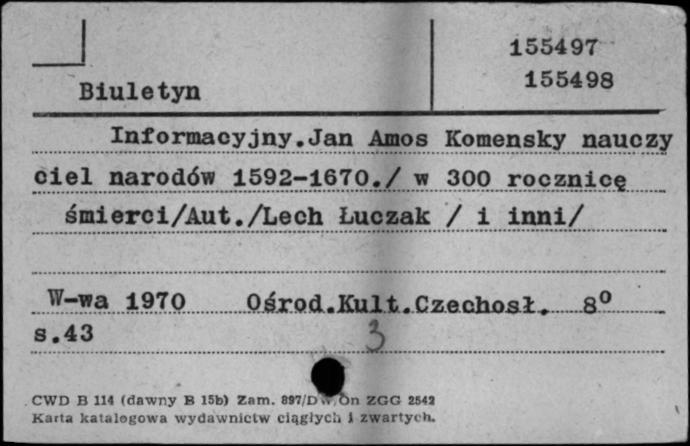 155497
155498
Biuletyn
Informacyjny.Jan Amos Komensky nauczy
ciel narodów 1592-1670./ w 300 rocznicę
śmierci/Aut./Lech Łuczak / i inni/
W-wa 1970 Ośrod.Kult.Czechosł. 8°
s.43
3
CWD B 114 (dawny B 15b) Zam. 897/DW/On ZGG 2542
Karta katalogowa wydawnictw ciągłych i zwartych.